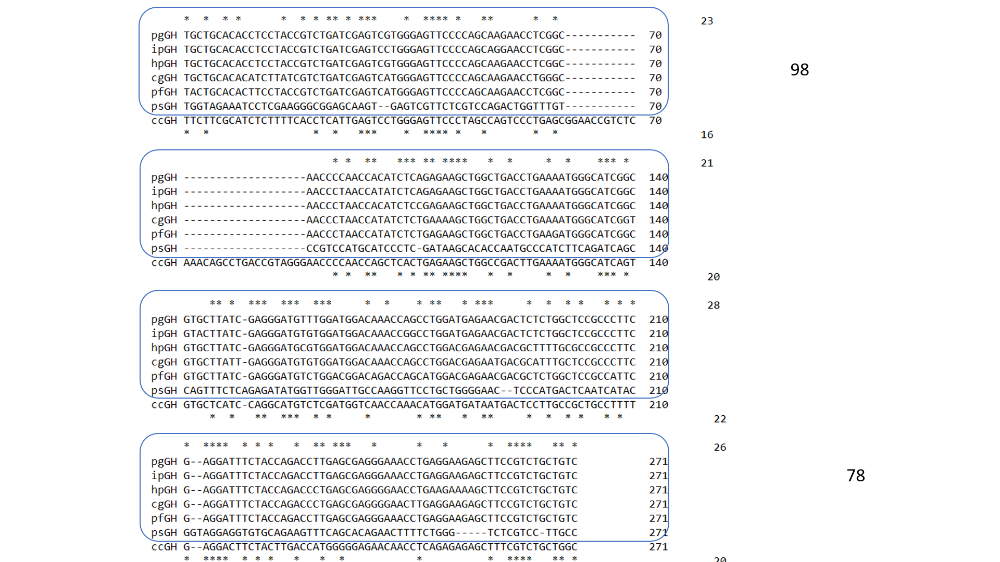 * * * * * * * ** * *** * **** * ** * * 23
pgGH TGCTGCACACCTCCTACCGTCTGATCGAGTCGTGGGAGTTCCCCAGCAAGAACCTCGGC----------- 70
ipGH TGCTGCACACCTCCTACCGTCTGATCGAGTCCTGGGAGTTCCCCAGCAGGAACCTCGGC----------- 70
hpGH TGCTGCACACCTCCTACCGTCTGATCGAGTCGTGGGAGTTCCCCAGCAAGAACCTCGGC----------- 70
98
cgGH TGCTGCACACATCTTATCGTCTGATCGAGTCATGGGAGTTCCCCAGCAAGAACCTGGGC----------- 70
pfGH TACTGCACACTTCCTACCGTCTGATCGAGTCATGGGAGTTCCCCAGCAAGAACCTCGGC----------- 70
psGH TGGTAGAAATCCTCGAAGGGCGGAGCAAGT--GAGTCGTTCTCGTCCAGACTGGTTTGT----------- 70
ccGH TTCTTCGCATCTCTTTTCACCTCATTGAGTCCTGGGAGTTCCCTAGCCAGTCCCTGAGCGGAACCGTCTC 70
* * * * *** * **** * * * * 16
* * ** *** ** **** * * * * *** * 21
pgGH -------------------AACCCCAACCACATCTCAGAGAAGCTGGCTGACCTGAAAATGGGCATCGGC 140
ipGH -------------------AACCCTAACCATATCTCAGAGAAGCTGGCTGACCTGAAAATGGGCATCGGC 140
hpGH -------------------AACCCTAACCACATCTCCGAGAAGCTGGCTGACCTGAAAATGGGCATCGGC 140
cgGH -------------------AACCCTAACCATATCTCTGAAAAGCTGGCTGACCTGAAAATGGGCATCGGT 140
pfGH -------------------AACCCTAACCATATCTCTGAGAAGCTGGCTGACCTGAAGATGGGCATCGGC 140
psGH -------------------CCGTCCATGCATCCCTC-GATAAGCACACCAATGCCCATCTTCAGATCAGC 140
ccGH AAACAGCCTGACCGTAGGGAACCCCAACCAGCTCACTGAGAAGCTGGCCGACTTGAAAATGGGCATCAGT 140
* * ** * * ** **** * * * * *** * 20
** * *** *** *** * * * ** * *** * * * * * * * 28
pgGH GTGCTTATC-GAGGGATGTTTGGATGGACAAACCAGCCTGGATGAGAACGACTCTCTGGCTCCGCCCTTC 210
ipGH GTACTTATC-GAGGGATGTGTGGATGGACAAACCGGCCTGGATGAGAACGACTCTCTGGCTCCGCCCTTC 210
hpGH GTGCTTATC-GAGGGATGCGTGGATGGACAAACCAGCCTGGACGAGAACGACGCTTTTGCGCCGCCCTTC 210
cgGH GTGCTTATT-GAGGGATGTGTGGATGGACAAACCAGCCTGGACGAGAATGACGCATTTGCTCCGCCCTTC 210
pfGH GTGCTTATC-GAGGGATGTCTGGACGGACAGACCAGCATGGACGAGAACGACGCTCTGGCTCCGCCATTC 210
psGH CAGTTTCTCAGAGATATGGTTGGGATTGCCAAGGTTCCTGCTGGGGAAC--TCCCATGACTCAATCATAC 210
ccGH GTGCTCATC-CAGGCATGTCTCGATGGTCAACCAAACATGGATGATAATGACTCCTTGCCGCTGCCTTTT 210
* * ** *** * * * * ** * ** * * * * * * 22
* **** * * * * ** *** * * * * **** ** * 26
pgGH G--AGGATTTCTACCAGACCTTGAGCGAGGGAAACCTGAGGAAGAGCTTCCGTCTGCTGTC 271
ipGH G--AGGATTTCTACCAGACCTTGAGCGAGGGAAACCTGAGGAAGAGCTTCCGTCTGCTGTC 271
78
hpGH G--AGGATTTCTACCAGACCCTGAGCGAGGGGAACCTGAAGAAAAGCTTCCGTCTGCTGTC 271
cgGH G--AGGATTTCTACCAGACCCTGAGCGAGGGGAACTTGAGGAAGAGCTTCCGTCTGCTGTC 271
pfGH G--AGGATTTCTACCAGACCTTGAGCGAGGGAAACCTGAGGAAGAGCTTCCGTCTGCTGTC 271
psGH GGTAGGAGGTGTGCAGAAGTTTCAGCACAGAACTTTTCTGGG-----TCTCGTCC-TTGCC 271
ccGH G--AGGACTTCTACTTGACCATGGGGGAGAACAACCTCAGAGAGAGCTTTCGTCTGCTGGC 271
* **** * * * * * * * * **** ** * 20